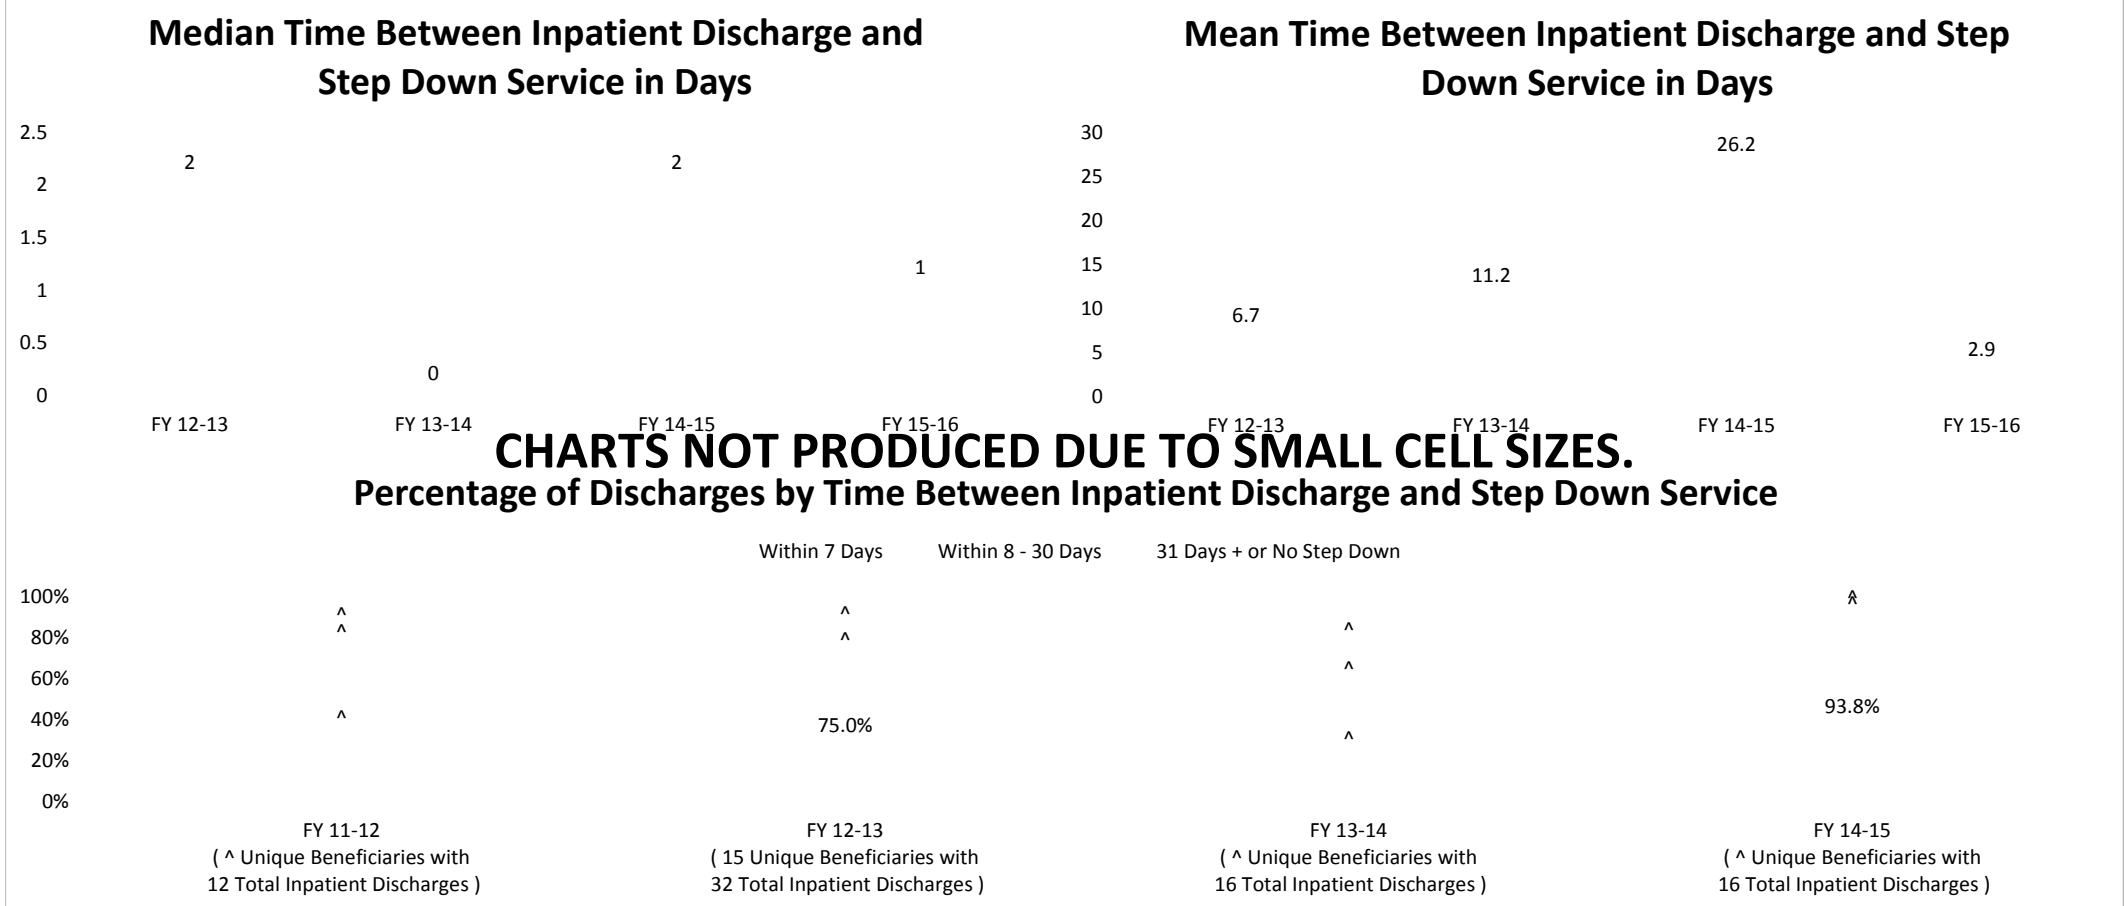 Median Time Between Inpatient Discharge and
Step Down Service in Days
2.5
2
1.5
1
0.5
0
2
0
2
1
FY 12-13
FY 13-14
FY 14-15
FY 15-16
Mean Time Between Inpatient Discharge and Step
Down Service in Days
30
25
20
15
10
5
0
6.7
11.2
26.2
2.9
FY 12-13
FY 13-14
FY 14-15
FY 15-16
CHARTS NOT PRODUCED DUE TO SMALL CELL SIZES.
Percentage of Discharges by Time Between Inpatient Discharge and Step Down Service
Within 7 Days
Within 8 - 30 Days
31 Days + or No Step Down
100%
80%
60%
40%
20%
0%
^
^
^
^
^
75.0%
^
^
^
^
^
93.8%
FY 11-12
( ^ Unique Beneficiaries with
12 Total Inpatient Discharges )
FY 12-13
( 15 Unique Beneficiaries with
32 Total Inpatient Discharges )
FY 13-14
( ^ Unique Beneficiaries with
16 Total Inpatient Discharges )
FY 14-15
( ^ Unique Beneficiaries with
16 Total Inpatient Discharges )